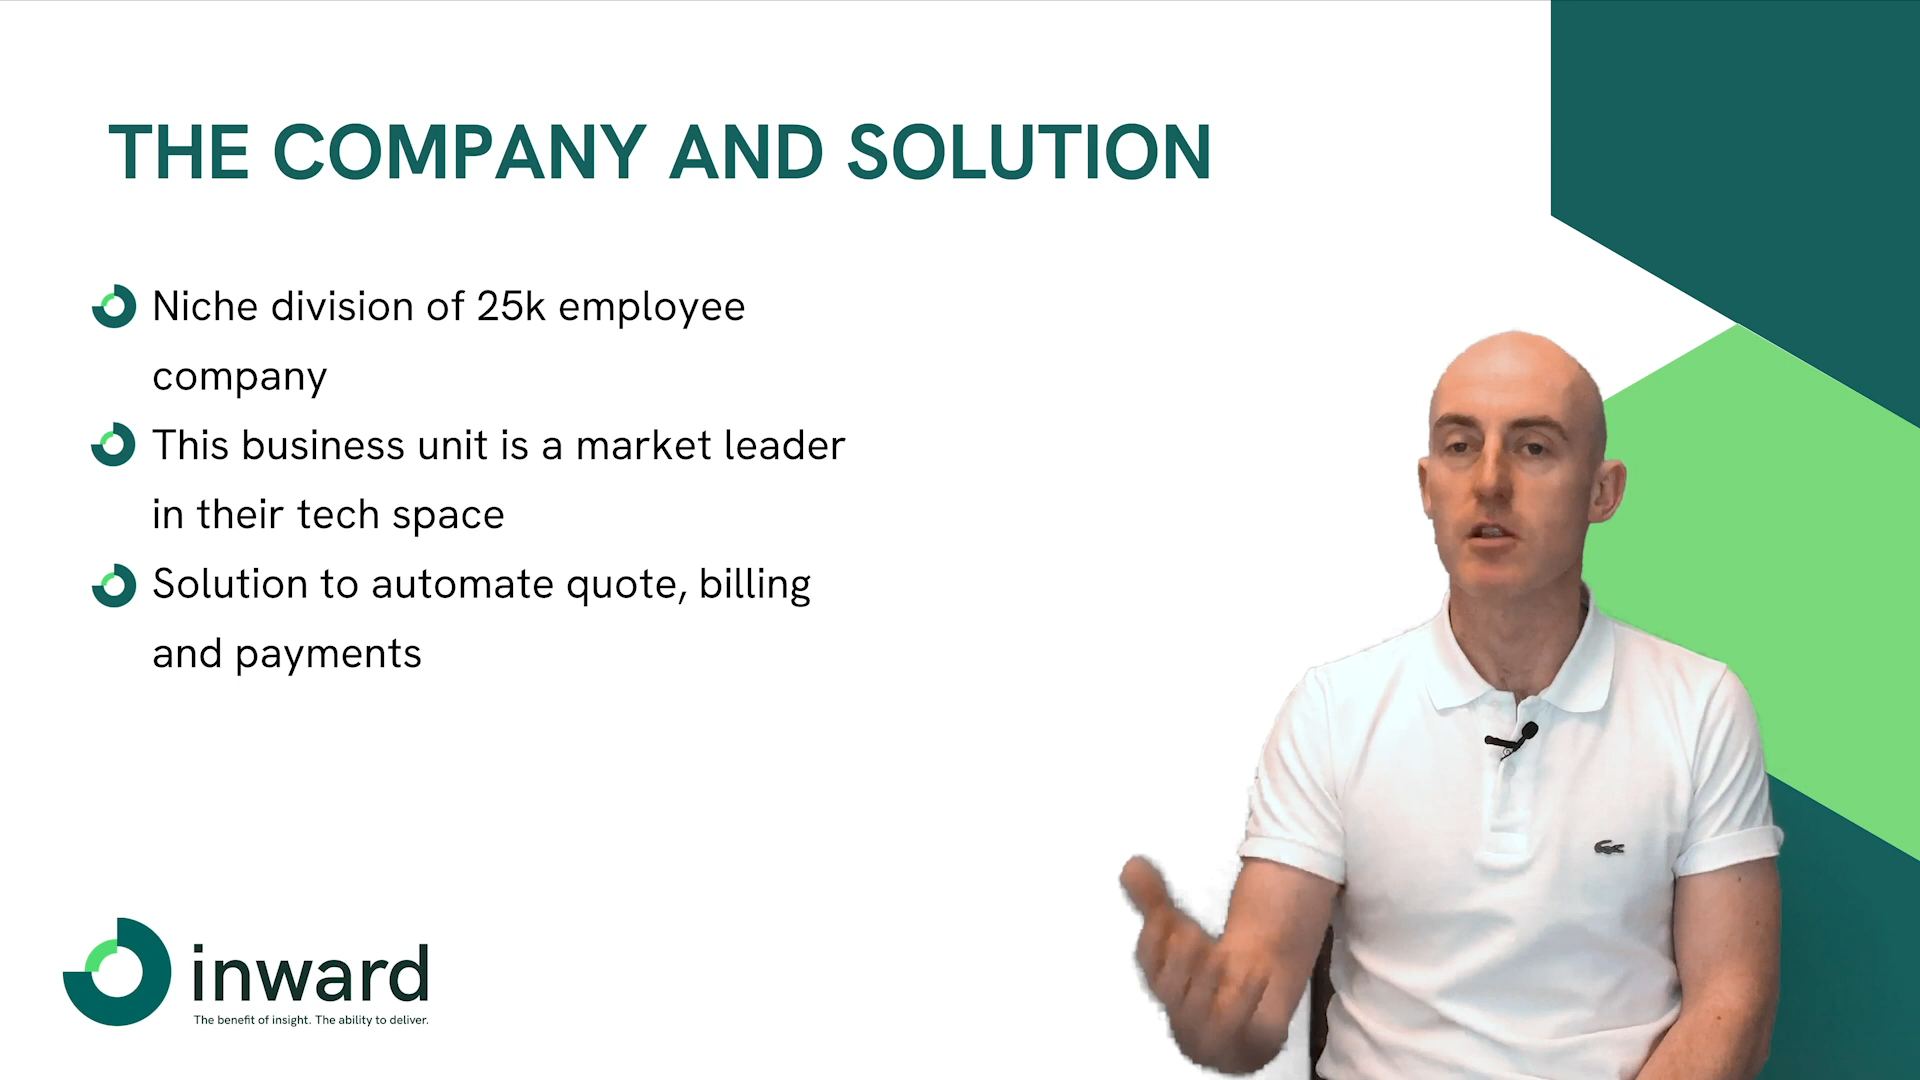 THE COMPANY AND SOLUTION
Niche division of 25k employee
company
This business unit is a market leader
in their tech space
Solution to automate quote, billing
and payments
inward
The benefit of insight. The ability to deliver.